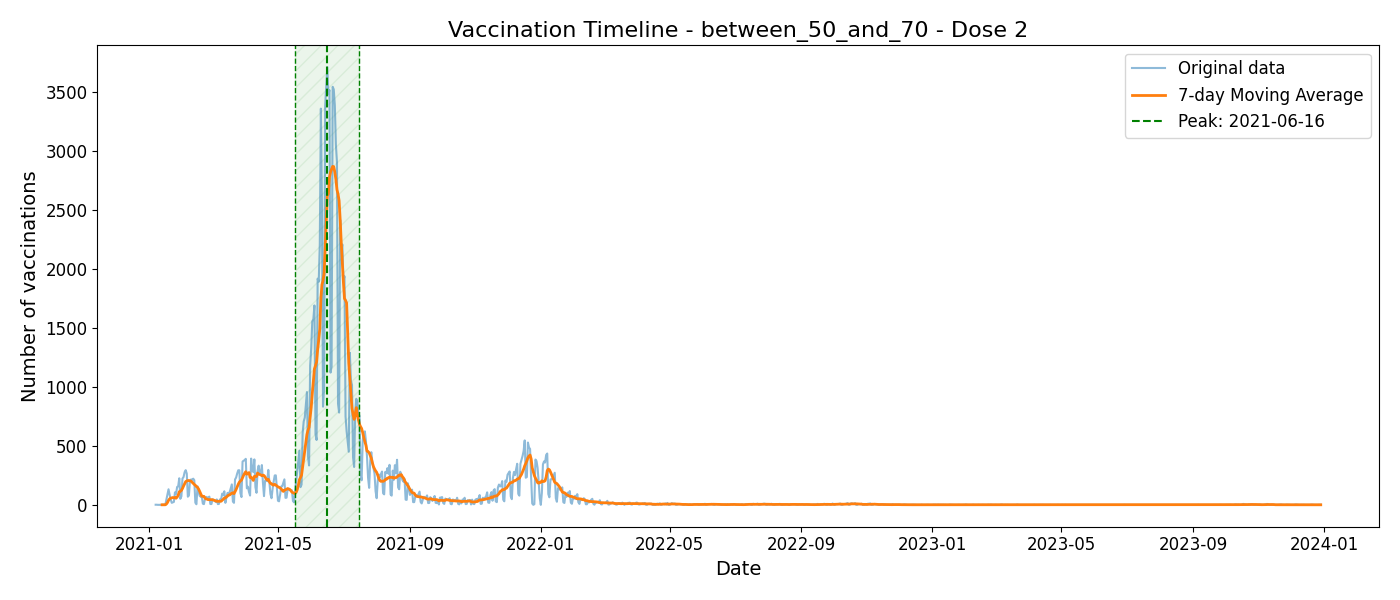 Vaccination Timeline - between_50_and_70 - Dose 2
Original data
7-day Moving Average
Peak: 2021-06-16
Number of vaccinations
3500
3000
2500
2000
1500
1000
500
0
2021-01 2021-05 2021-09 2022-01 2022-05 2022-09 2023-01 2023-05 2023-09 2024-01
Date